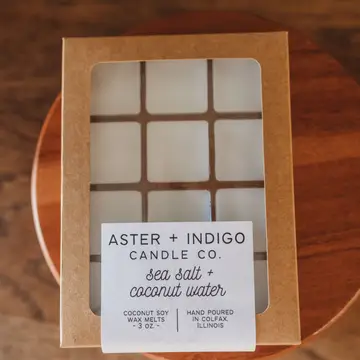 ASTER + INDIGO
CANDLE CO.
sea salt +
coconut water
COCONUT SOY
WAX MELTS
- 3 OZ. -
HAND POURED
IN COLFAX,
ILLINOIS